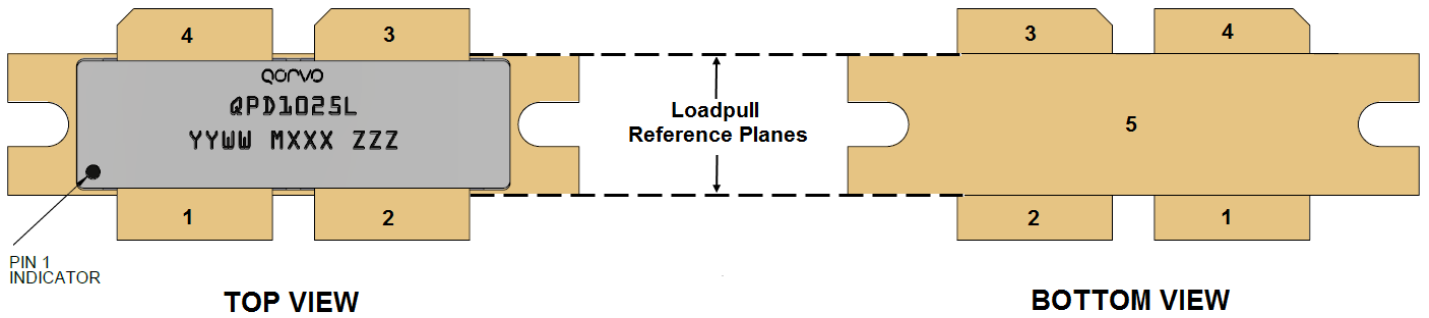 4
3
QORVO
QPD1025L
YYWW MXXX ZZZ
1
2
PIN 1
INDICATOR
TOP VIEW
Loadpull
Reference Planes
3
4
5
2
1
BOTTOM VIEW